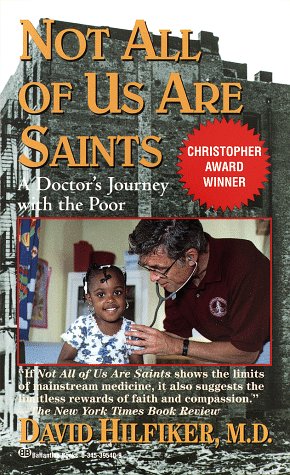 NOT ALL
OF US ARE
SAINTS
A Doctor's Journey
with the Poor
CHRISTOPHER
AWARD
WINNER
"If Not All of Us Are Saints shows the limits
of mainstream medicine, it also suggests the
limitless rewards of faith and compassion."
The New York Times Book Review
DAVID HILFIKER, M.D.
Ballantine